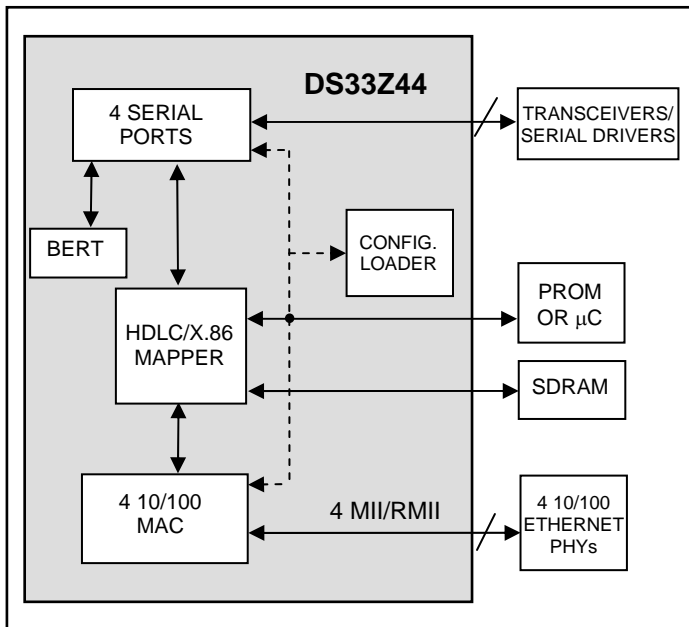 DS33Z44
4 SERIAL
PORTS
TRANSCEIVERS/
SERIAL DRIVERS
BERT
CONFIG.
LOADER
HDLC/X.86
MAPPER
PROM
OR μC
SDRAM
4 10/100
MAC
4 MII/RMII
4 10/100
ETHERNET
PHYs